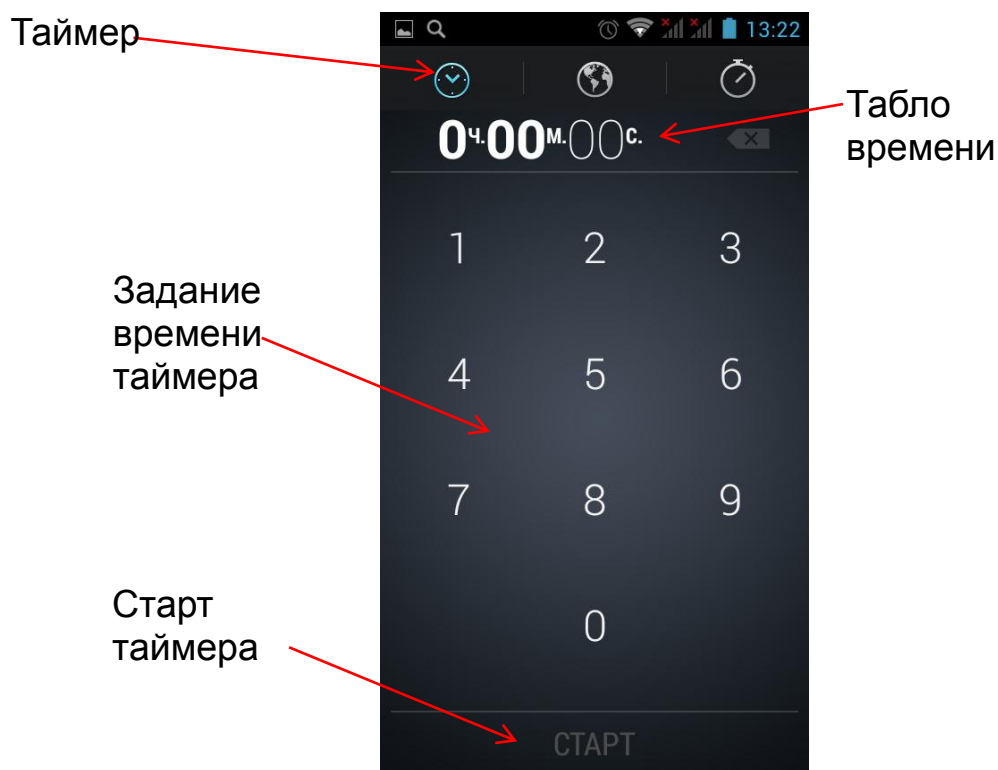 Таймер
13:22
0ч.00м.00с.
Табло
времени
1 2 3
Задание
времени
таймера
4 5 6
7 8 9
Старт
таймера
0
СТАРТ